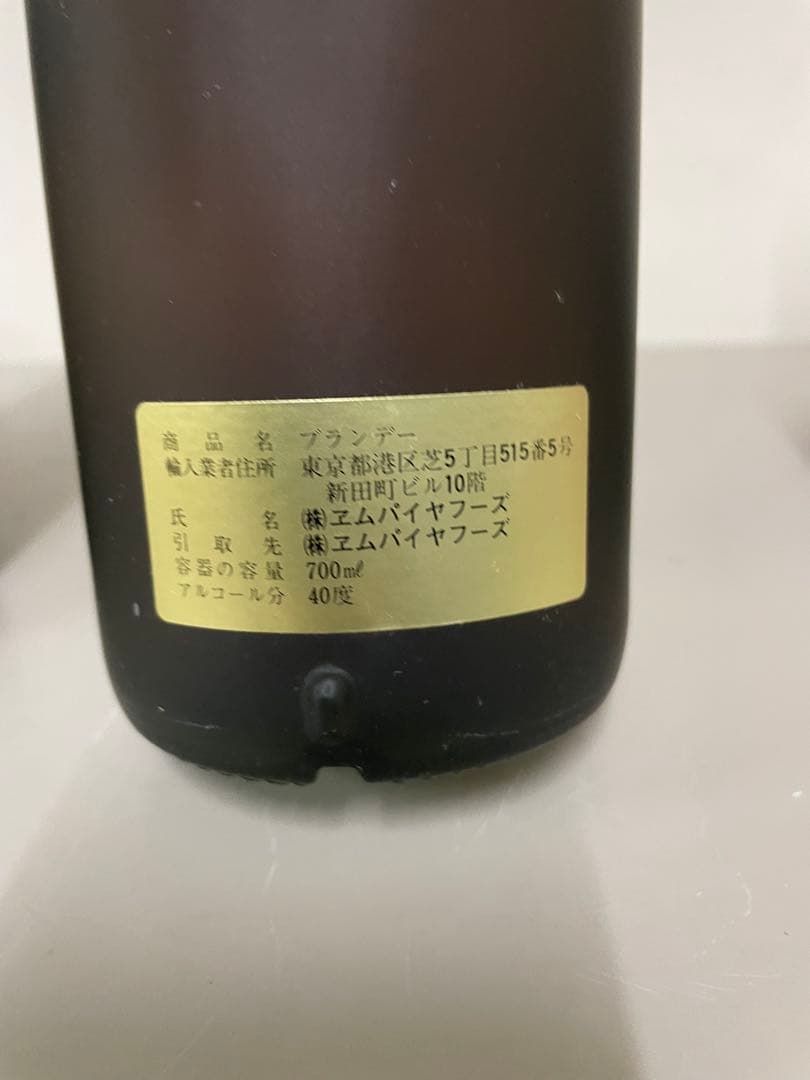 商品名 ブランデー
輸入業者住所 東京都港区芝5丁目515番5号
新田町ビル10階
氏名 ㈱ヱムパイヤフーズ
引取先 ㈱ヱムパイヤフーズ
容器の容量 700㎖
アルコール分 40度